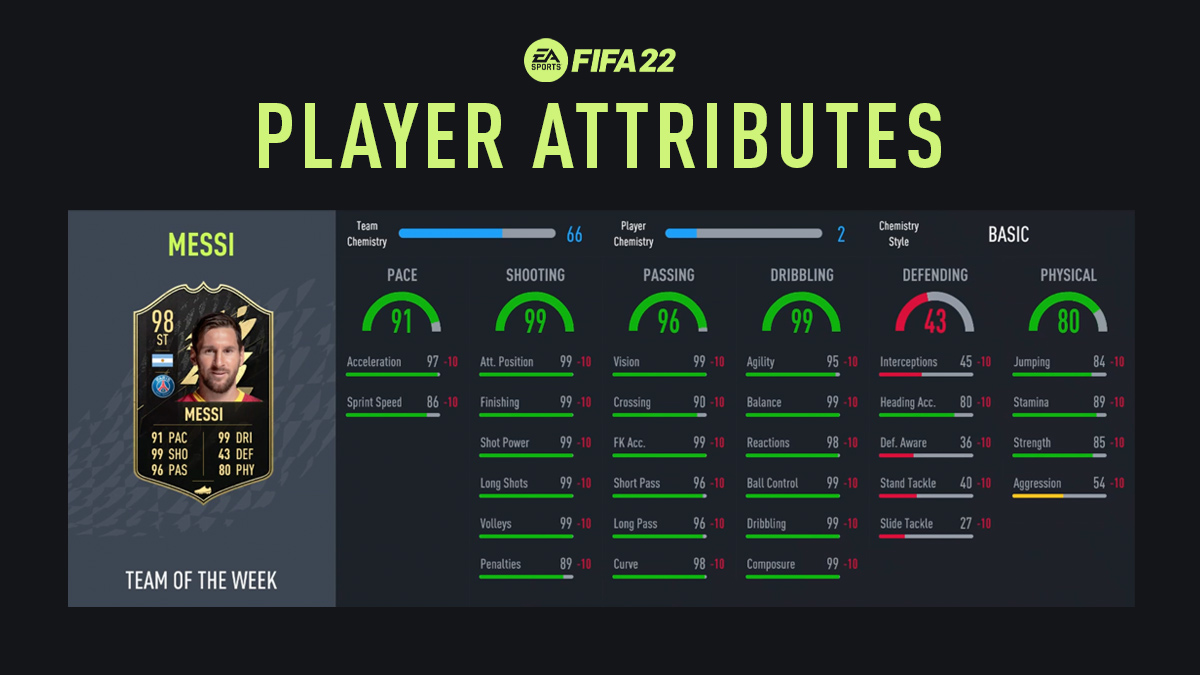 EA
SPORTS
FIFA 22
PLAYER ATTRIBUTES
MESSI
98
ST
MESSI
91 PAC 99 DRI
99 SHO 43 DEF
96 PAS 80 PHY
TEAM OF THE WEEK
Team Chemistry 66
Player Chemistry 2
Chemistry Style BASIC
PACE
91
Acceleration 97 -10
Sprint Speed 86 -10
SHOOTING
99
Att. Position 99 -10
Finishing 99 -10
Shot Power 99 -10
Long Shots 99 -10
Volleys 99 -10
Penalties 89 -10
PASSING
96
Vision 99 -10
Crossing 90 -10
FK Acc. 99 -10
Short Pass 96 -10
Long Pass 96 -10
Curve 98 -10
DRIBBLING
99
Agility 95 -10
Balance 99 -10
Reactions 98 -10
Ball Control 99 -10
Dribbling 99 -10
Composure 99 -10
DEFENDING
43
Interceptions 45 -10
Heading Acc. 80 -10
Def. Aware 36 -10
Stand Tackle 40 -10
Slide Tackle 27 -10
PHYSICAL
80
Jumping 84 -10
Stamina 89 -10
Strength 85 -10
Aggression 54 -10